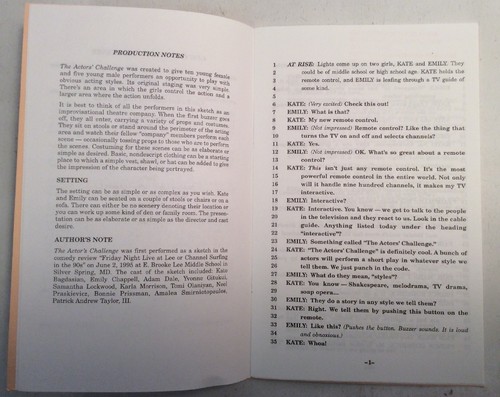 PRODUCTION NOTES
The Actors' Challenge was created to give ten young female
and five young male performers an opportunity to play with
obvious acting styles. Its original staging was very simple.
There's an area in which the girls control the action and a
larger area where the action unfolds.
It is best to think of all the performers in this sketch as an
improvisational theatre company. When the first buzzer goes
off, they all enter, carrying a variety of props and costumes.
They sit on stools or stand around the perimeter of the acting
area and watch their fellow "company" members perform each
scene — occasionally tossing props to those who are to perform
the scenes. Costuming for these scenes can be as elaborate or
simple as desired. Basic, nondescript clothing can be a starting
place to which a simple vest, shawl, or hat can be added to give
the impression of the character being portrayed.
SETTING
The setting can be as simple or as complex as you wish. Kate
and Emily can be seated on a couple of stools or chairs or on a
sofa. There can either be no scenery denoting their location or
you can work up some kind of den or family room. The presen-
tation can be as elaborate or as simple as the director and cast
desire.
AUTHOR'S NOTE
The Actors' Challenge was first performed as a sketch in the
comedy review "Friday Night Live at Lee or Channel Surfing
in the 90s" on June 2, 1995 at E. Brooke Lee Middle School in
Silver Spring, MD. The cast of the sketch included: Kate
Bagdasian, Emily Chappell, Adam Dale, Yvonne
Samantha Lockwood, Karla Morrison, Tomi Olaniyan, Noel
Praskievicz, Ronnie Priesman, Amalea Smirniotopoulos,
Patrick Andrew Taylor, III.
1 AT RISE: Lights come up on two girls, KATE and EMILY. They
2 could be of middle school or high school age. KATE holds the
3 remote control, and EMILY is leafing through a TV guide of
4 some kind.
5
6 KATE: (Very excited) Check this out!
7 EMILY: What's that?
8 KATE: My new remote control.
9 EMILY: (Not impressed) Remote control? Like the thing that
10 turns the TV on and off and selects channels?
11 KATE: Yes.
12 EMILY: (Not impressed) OK. What's so great about a remote
13 control?
14 KATE: This isn't just any remote control. It's the most
15 powerful remote control in the entire world. Not only
16 will it handle nine hundred channels, it makes my TV
17 interactive.
18 EMILY: Interactive?
19 KATE: Interactive. You know — we get to talk to the people
20 in the television and they react to us. Look in the cable
21 guide. Anything listed today under the heading
22 "interactive"?
23 EMILY: Something called "The Actors' Challenge."
24 KATE: "The Actors' Challenge" is definitely cool. A bunch of
25 actors will perform a short play in whatever style we
26 tell them. We just punch in the code.
27 EMILY: What do they mean, "styles"?
28 KATE: You know — Shakespeare, melodrama, TV drama,
29 soap opera...
30 EMILY: They do a story in any style we tell them?
31 KATE: Right. We tell them by pushing this button on the
32 remote.
33 EMILY: Like this? (Pushes the button. Buzzer sounds. It is loud
34 and obnoxious.)
35 KATE: Whoa!
–1–